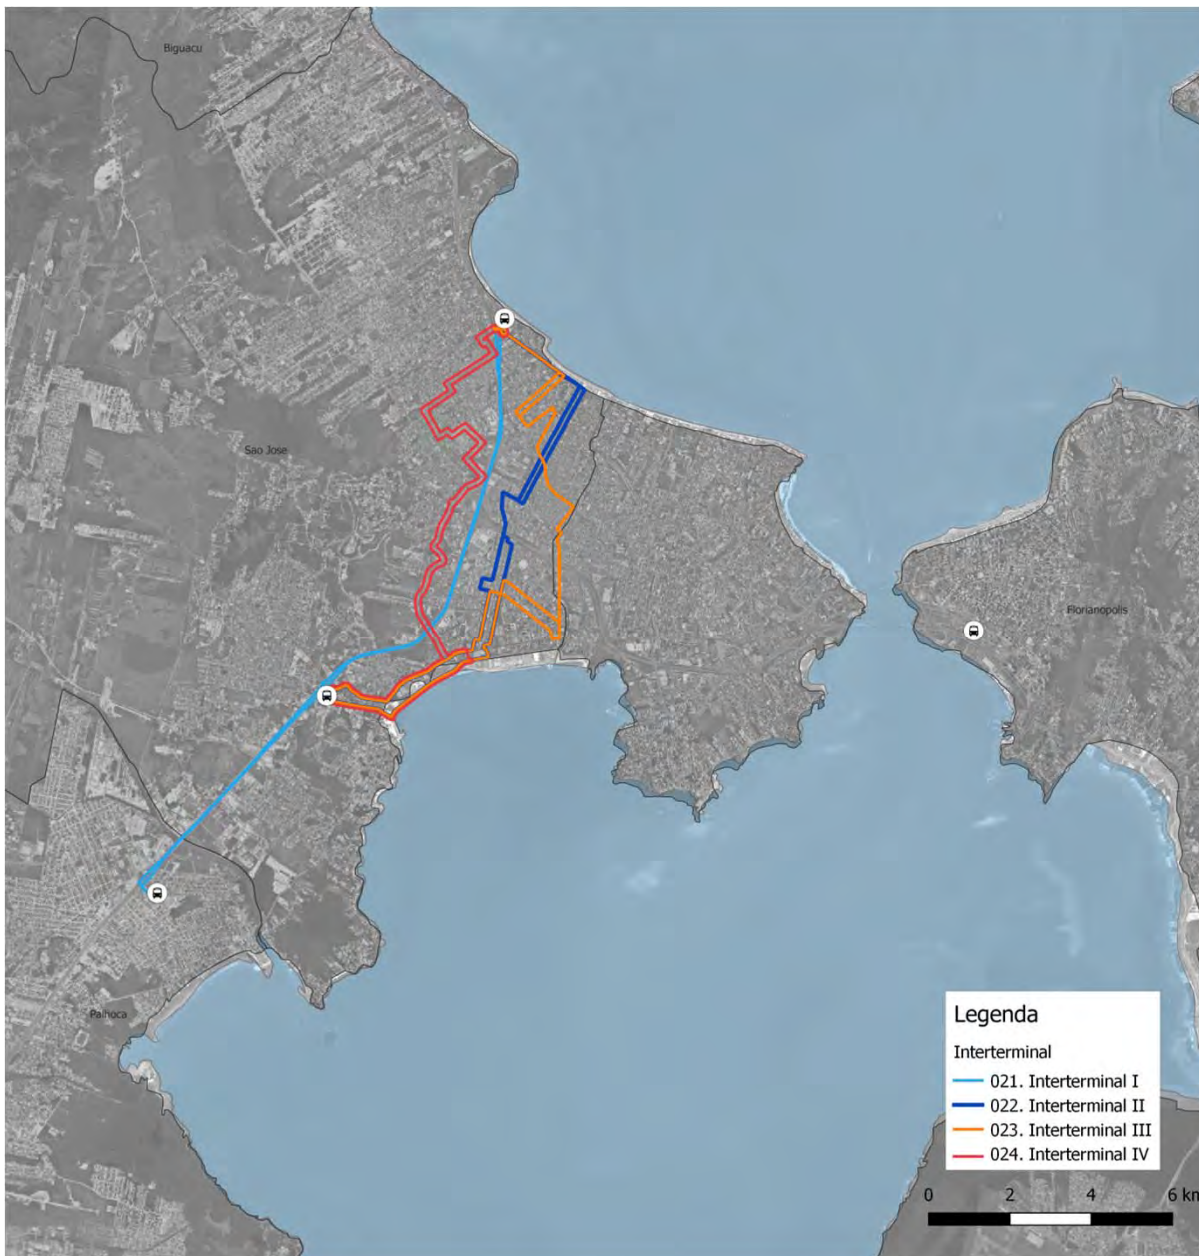 Biguacu
Sao Jose
Florianopolis
Palhoca
Legenda
Interterminal
021. Interterminal I
022. Interterminal II
023. Interterminal III
024. Interterminal IV
0 2 4 6 km